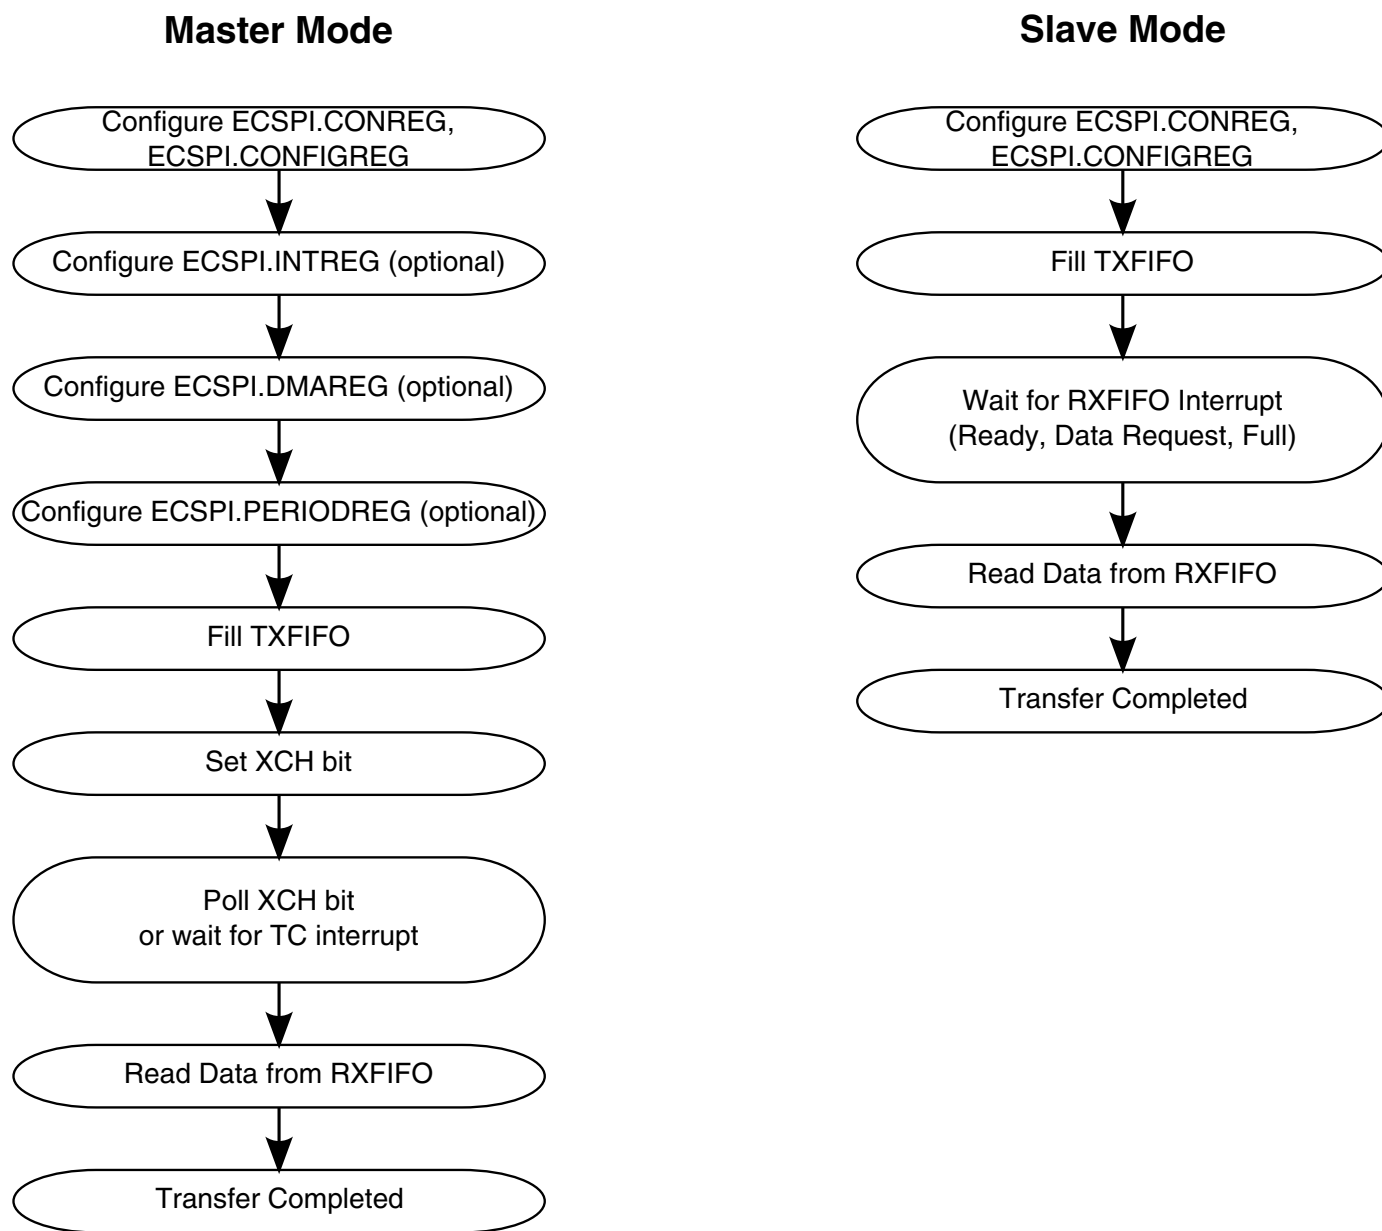 Master Mode
Configure ECSPI.CONREG,
ECSPI.CONFIGREG
Configure ECSPI.INTREG (optional)
Configure ECSPI.DMAREG (optional)
Configure ECSPI.PERIODREG (optional)
Fill TXFIFO
Set XCH bit
Poll XCH bit
or wait for TC interrupt
Read Data from RXFIFO
Transfer Completed
Slave Mode
Configure ECSPI.CONREG,
ECSPI.CONFIGREG
Fill TXFIFO
Wait for RXFIFO Interrupt
(Ready, Data Request, Full)
Read Data from RXFIFO
Transfer Completed